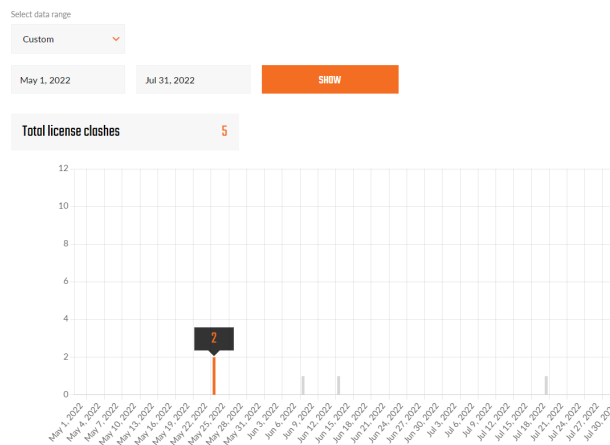 Select data range
Custom
May 1, 2022
Jul 31, 2022
SHOW
Total license clashes
5
12
10
8
6
4
2
2
0
May 1, 2022
May 4, 2022
May 7, 2022
May 10, 2022
May 13, 2022
May 16, 2022
May 19, 2022
May 22, 2022
May 25, 2022
May 28, 2022
May 31, 2022
Jun 3, 2022
Jun 6, 2022
Jun 9, 2022
Jun 12, 2022
Jun 15, 2022
Jun 18, 2022
Jun 21, 2022
Jun 24, 2022
Jun 27, 2022
Jun 30, 2022
Jul 3, 2022
Jul 6, 2022
Jul 9, 2022
Jul 12, 2022
Jul 15, 2022
Jul 18, 2022
Jul 21, 2022
Jul 24, 2022
Jul 27, 2022
Jul 30, 20